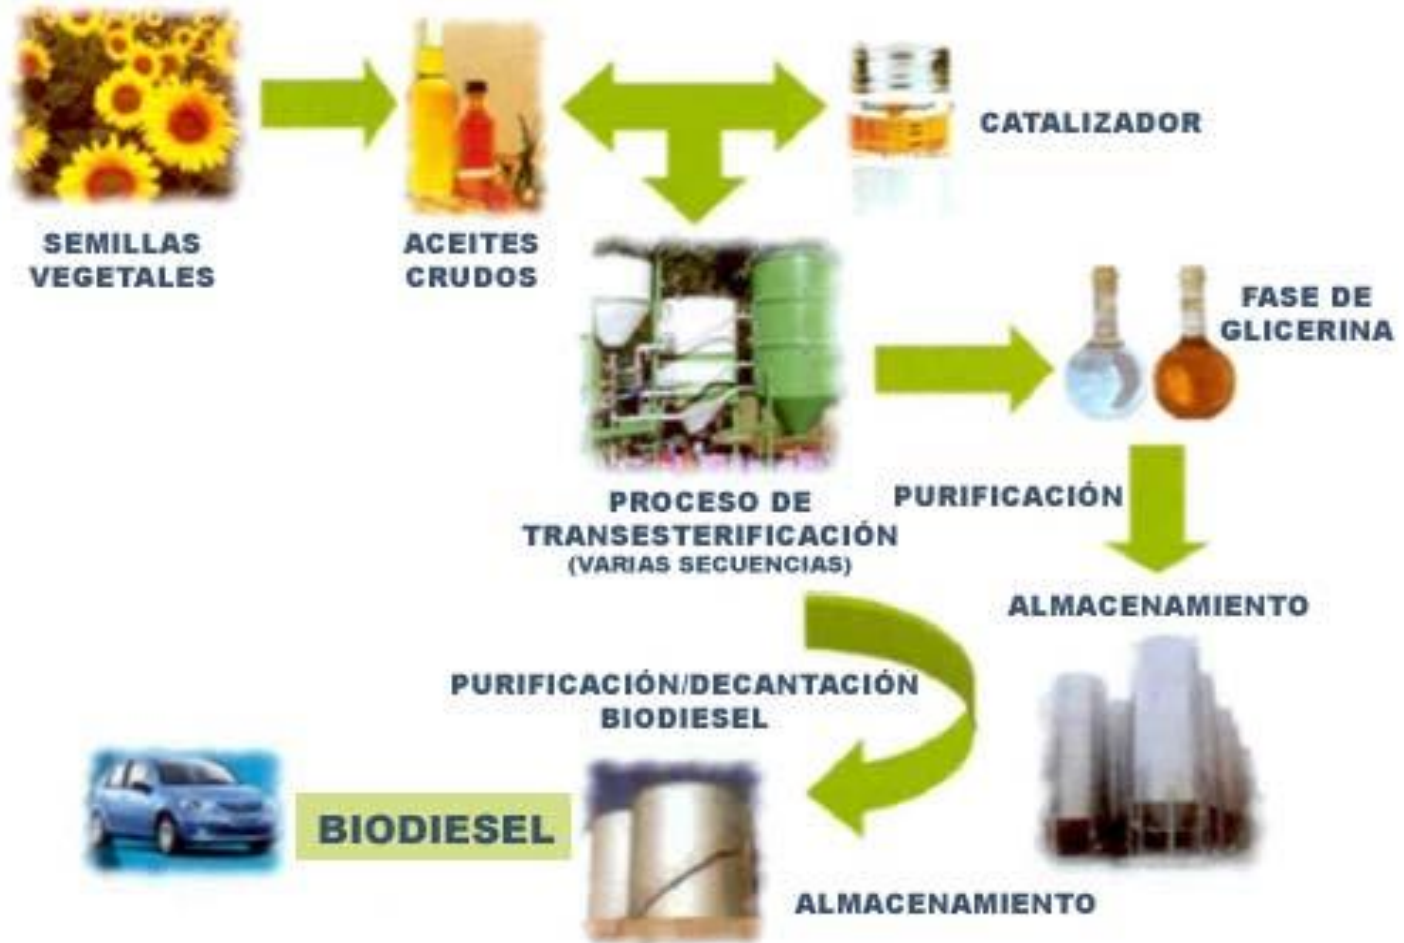 SEMILLAS
VEGETALES
ACEITES
CRUDOS
CATALIZADOR
PROCESO DE
TRANSESTERIFICACIÓN
(VARIAS SECUENCIAS)
FASE DE
GLICERINA
PURIFICACIÓN
ALMACENAMIENTO
PURIFICACIÓN/DECANTACIÓN
BIODIESEL
ALMACENAMIENTO
BIODIESEL